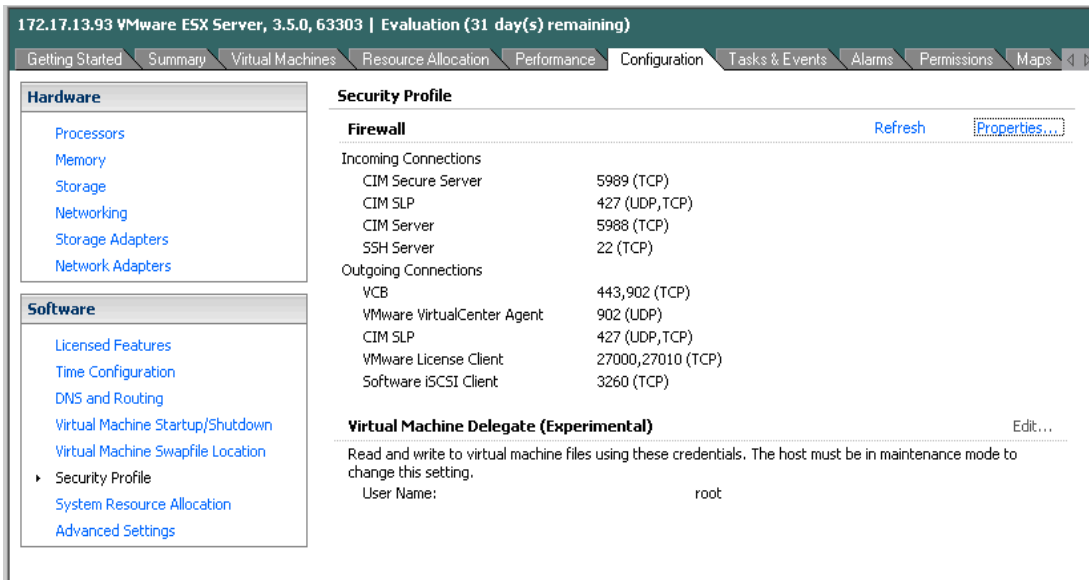 172.17.13.93 VMware ESX Server, 3.5.0, 63303 | Evaluation (31 day(s) remaining)
Getting Started Summary Virtual Machines Resource Allocation Performance Configuration Tasks & Events Alarms Permissions Maps
Hardware
Processors
Memory
Storage
Networking
Storage Adapters
Network Adapters
Software
Licensed Features
Time Configuration
DNS and Routing
Virtual Machine Startup/Shutdown
Virtual Machine Swapfile Location
Security Profile
System Resource Allocation
Advanced Settings
Security Profile
Firewall Refresh Properties...
Incoming Connections
CIM Secure Server 5989 (TCP)
CIM SLP 427 (UDP,TCP)
CIM Server 5988 (TCP)
SSH Server 22 (TCP)
Outgoing Connections
VCB 443,902 (TCP)
VMware VirtualCenter Agent 902 (UDP)
CIM SLP 427 (UDP,TCP)
VMware License Client 27000,27010 (TCP)
Software iSCSI Client 3260 (TCP)
Virtual Machine Delegate (Experimental) Edit...
Read and write to virtual machine files using these credentials. The host must be in maintenance mode to
change this setting.
User Name: root